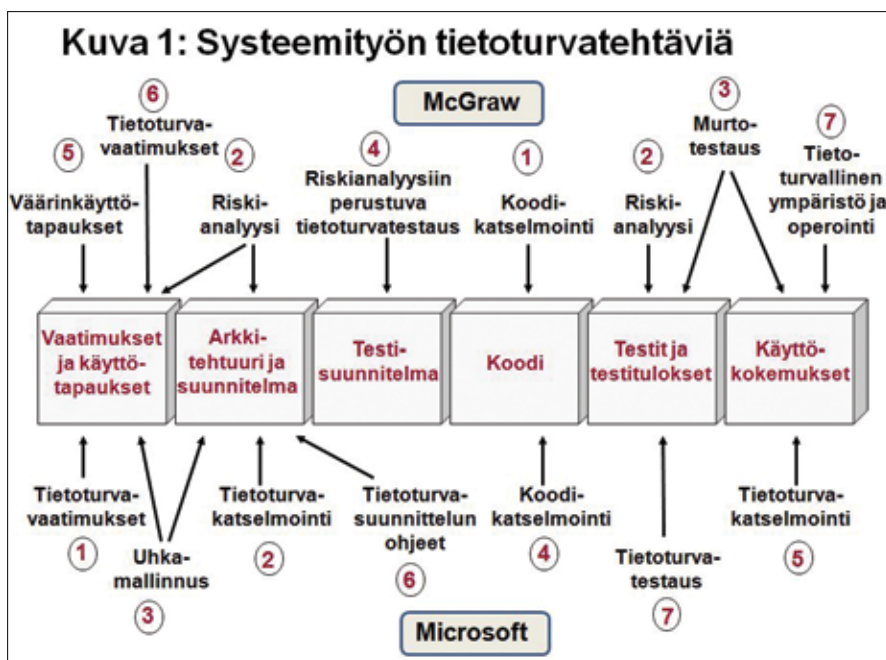 Kuva 1: Systeemityön tietoturvatehtäviä
McGraw
6
Tietoturva-
vaatimukset
5
Väärinkäyttö-
tapaukset
2
Riski-
analyysi
4
Riskianalyysiin
perustuva
tietoturvatestaus
1
Koodi-
katselmointi
2
Riski-
analyysi
3
Murto-
testaus
7
Tieto-
turvallinen
ympäristö ja
operointi
Vaatimukset
ja käyttö-
tapaukset
Arkki-
tehtuuri ja
suunnitelma
Testi-
suunnitelma
Koodi
Testit ja
testitulokset
Käyttö-
kokemukset
Tietoturva-
vaatimukset
1
Uhka-
mallinnus
3
Tietoturva-
katselmointi
2
Tietoturva-
suunnittelun
ohjeet
6
Koodi-
katselmointi
4
Tietoturva-
testaus
7
Tietoturva-
katselmointi
5
Microsoft